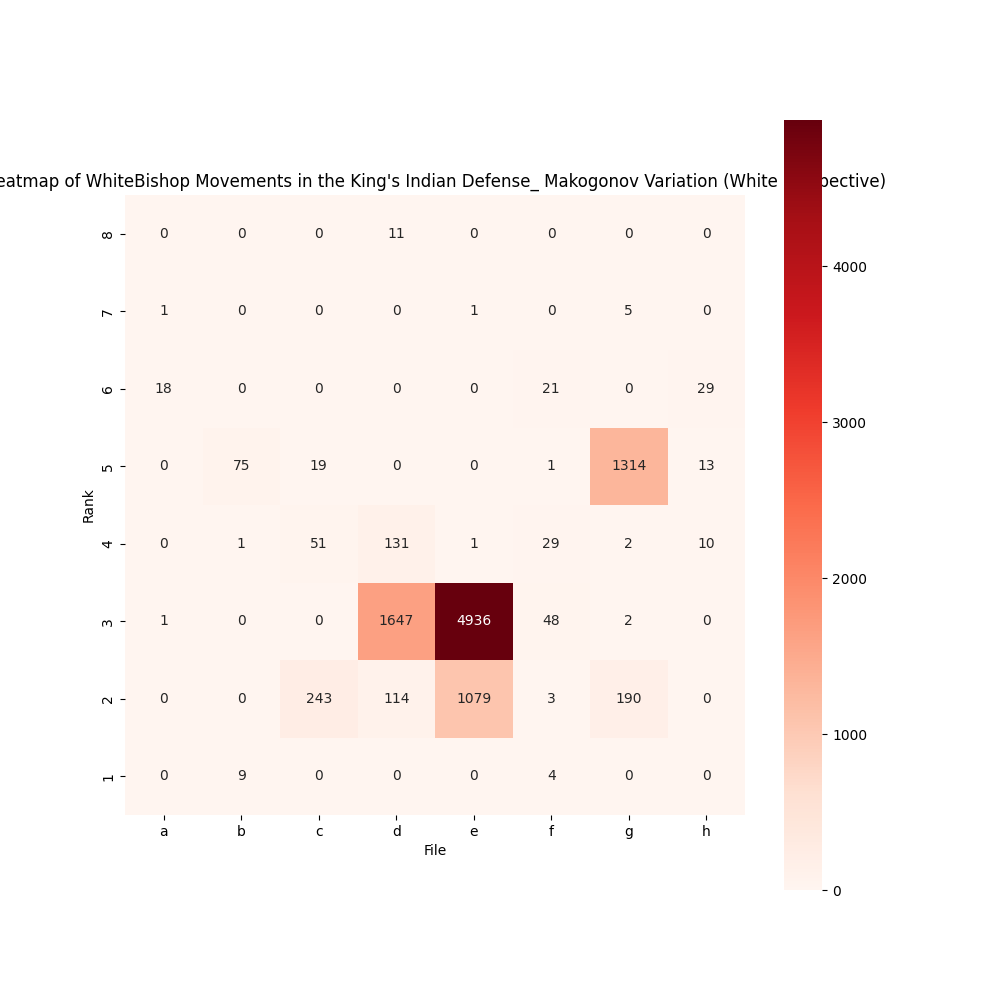 eatmap of WhiteBishop Movements in the King's Indian Defense_ Makogonov Variation (White pective)
8 0 0 0 11 0 0 0 0
7 1 0 0 0 1 0 5 0
6 18 0 0 0 0 21 0 29
5 0 75 19 0 0 1 1314 13
4 0 1 51 131 1 29 2 10
3 1 0 0 1647 4936 48 2 0
2 0 0 243 114 1079 3 190 0
1 0 9 0 0 0 4 0 0
a b c d e f g h
File
Rank
4000
3000
2000
1000
0